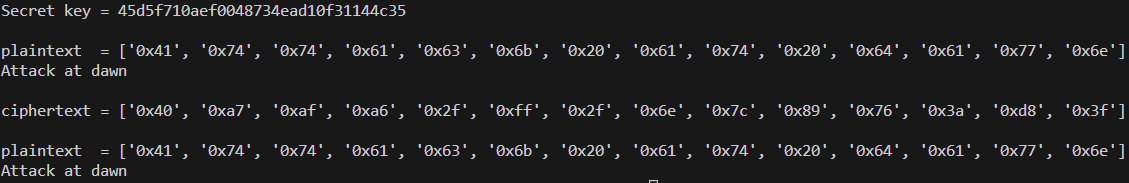 Secret key = 45d5f710aef0048734ead10f31144c35
plaintext  = ['0x41', '0x74', '0x74', '0x61', '0x63', '0x6b', '0x20', '0x61', '0x74', '0x20', '0x64', '0x61', '0x77', '0x6e']
Attack at dawn
ciphertext = ['0x40', '0xa7', '0xaf', '0xa6', '0x2f', '0xff', '0x2f', '0x6e', '0x7c', '0x89', '0x76', '0x3a', '0xd8', '0x3f']
plaintext  = ['0x41', '0x74', '0x74', '0x61', '0x63', '0x6b', '0x20', '0x61', '0x74', '0x20', '0x64', '0x61', '0x77', '0x6e']
Attack at dawn